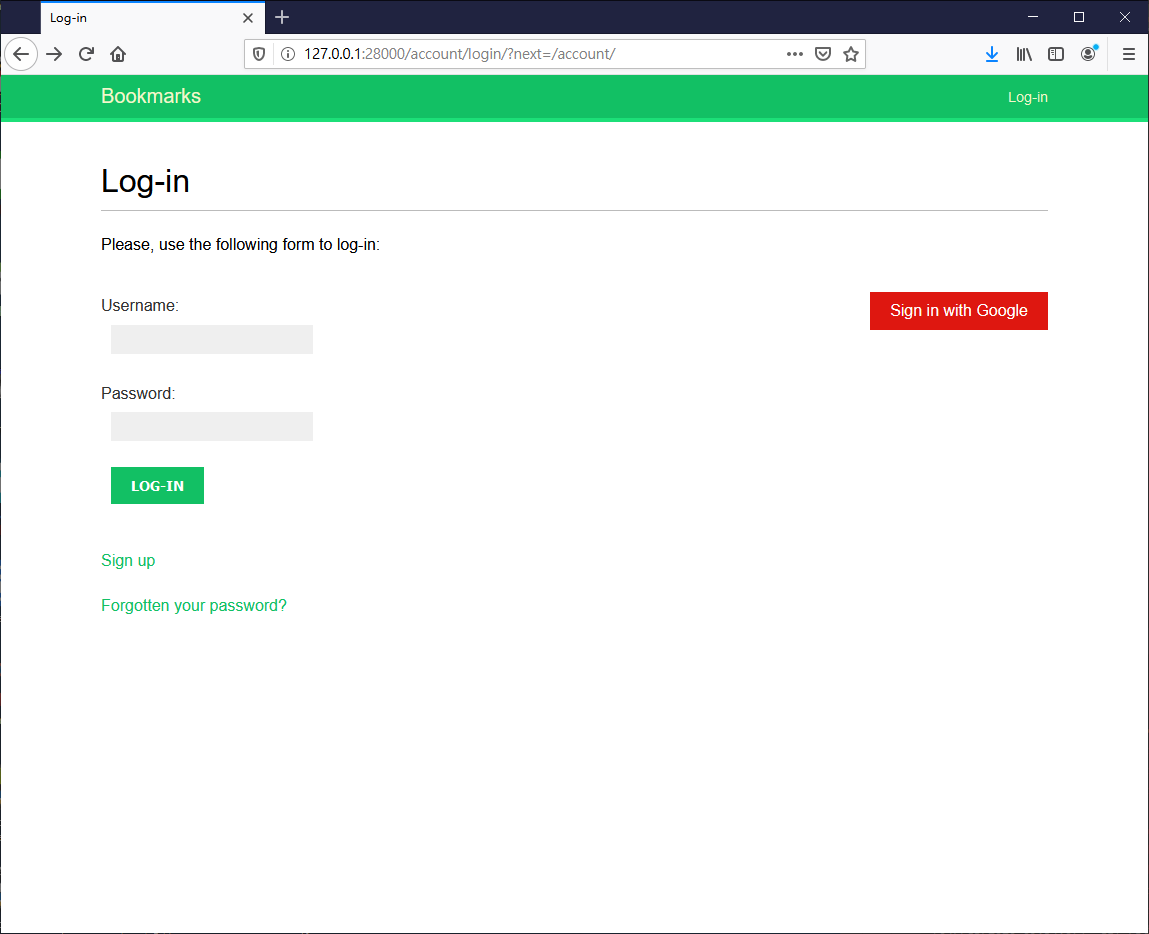 Log-in
127.0.0.1:28000/account/login/?next=/account/
Bookmarks
Log-in
Log-in
Please, use the following form to log-in:
Username:
Sign in with Google
Password:
LOG-IN
Sign up
Forgotten your password?